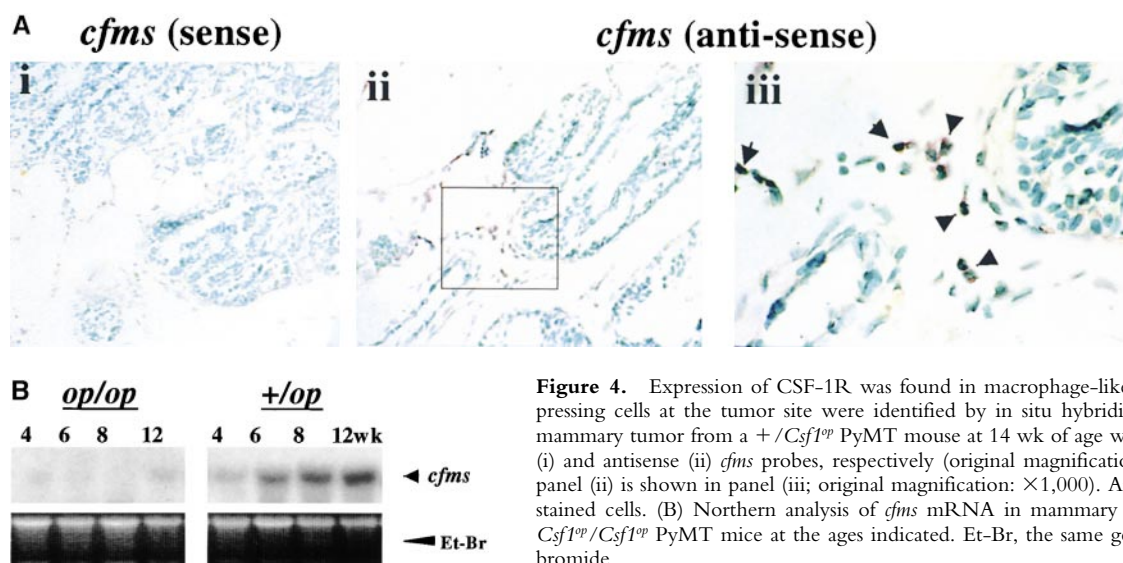 A cfms (sense) cfms (anti-sense)
i ii iii
B op/op +/op
4 6 8 12 4 6 8 12wk
cfms
Et-Br
Figure 4. Expression of CSF-1R was found in macrophage-like
pressing cells at the tumor site were identified by in situ hybridi
mammary tumor from a +/Csf1op PyMT mouse at 14 wk of age w
(i) and antisense (ii) cfms probes, respectively (original magnificatio
panel (ii) is shown in panel (iii; original magnification: ×1,000). A
stained cells. (B) Northern analysis of cfms mRNA in mammary
Csf1op/Csf1op PyMT mice at the ages indicated. Et-Br, the same g
bromide